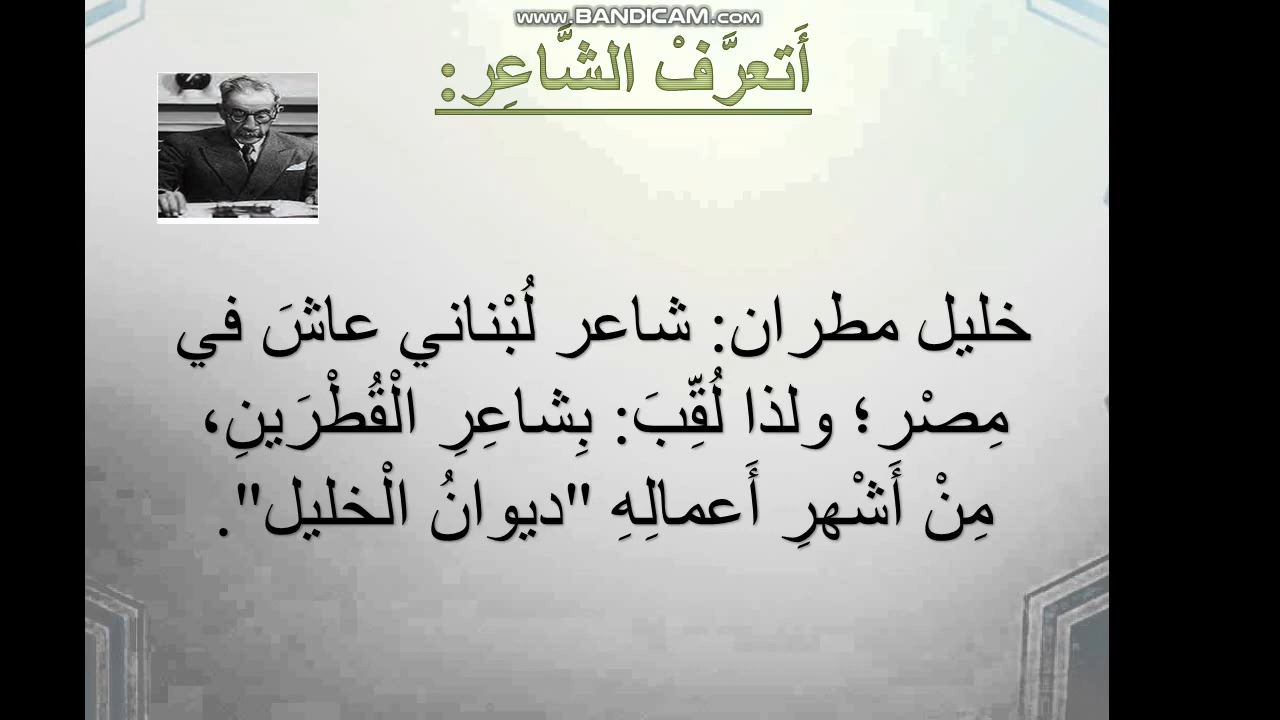 www.BANDICAM.com
أَتعرَّفْ الشَّاعِر:
خليل مطران: شاعر لُبْناني عاشَ في
مِصْر؛ ولذا لُقِّبَ: بِشاعِرِ الْقُطْرَينِ،
مِنْ أَشْهرِ أَعمالِهِ "ديوانُ الْخليل".